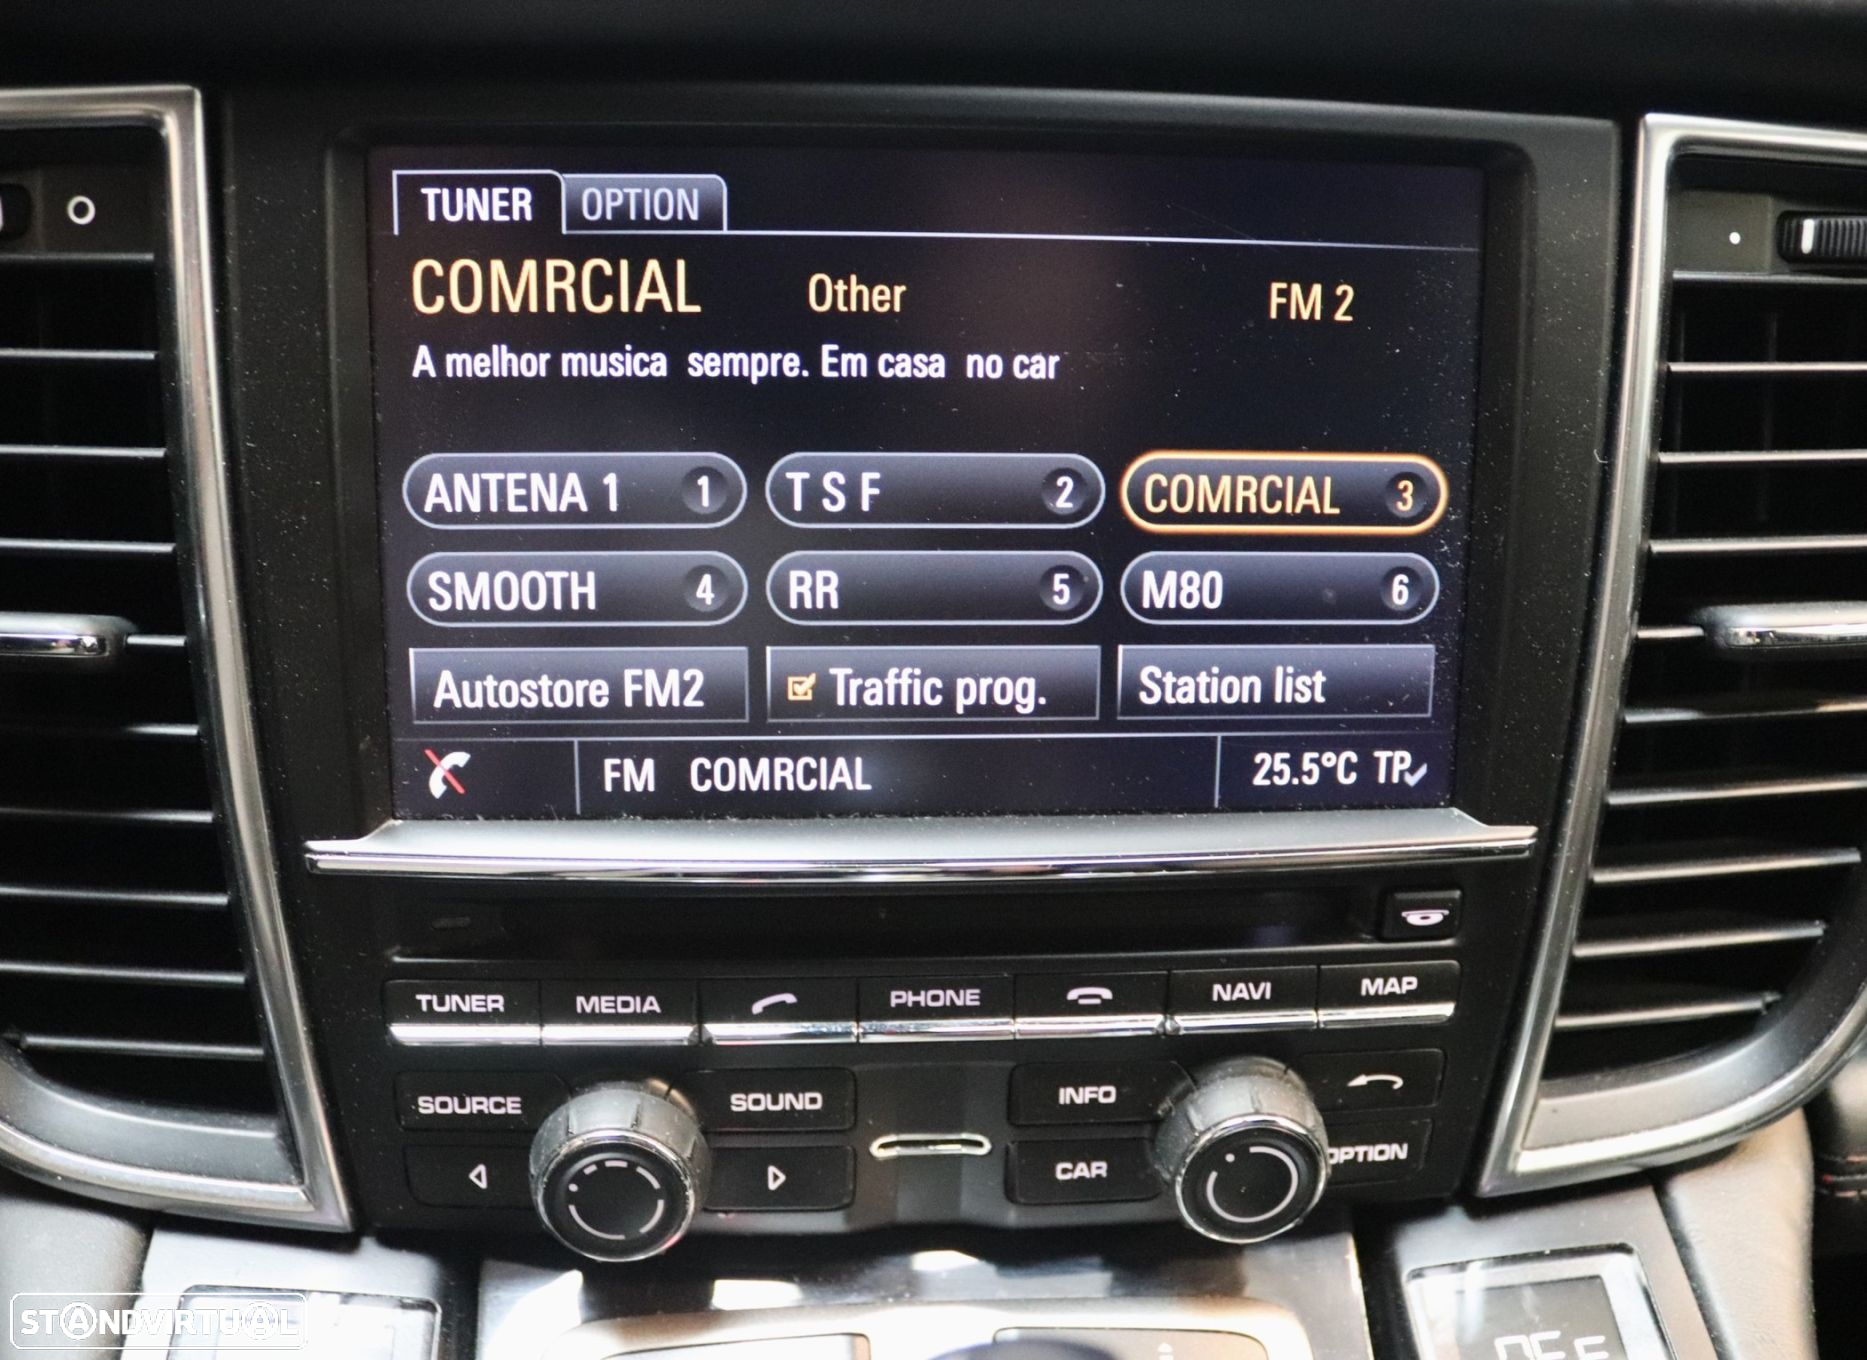 TUNER OPTION
COMRCIAL Other FM 2
A melhor musica sempre. Em casa no car
ANTENA 1 1 T S F 2 COMRCIAL 3
SMOOTH 4 RR 5 M80 6
Autostore FM2 Traffic prog. Station list
FM COMRCIAL 25.5°C TP
TUNER MEDIA PHONE NAVI MAP
SOURCE SOUND INFO
CAR OPTION
STANDVIRTUAL
OFF